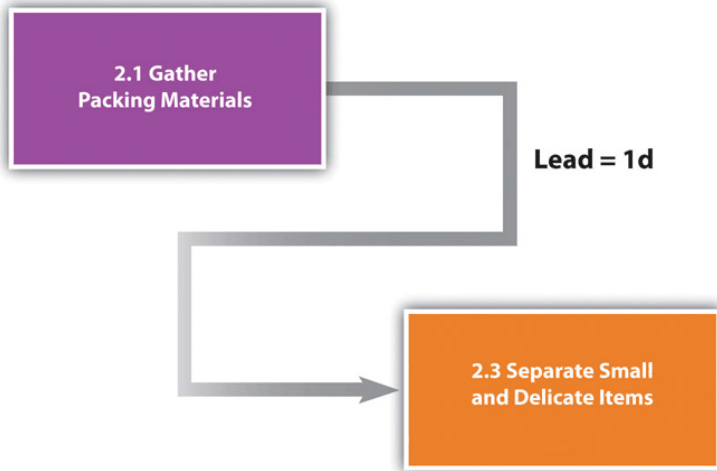 2.1 Gather
Packing Materials
Lead = 1d
2.3 Separate Small
and Delicate Items